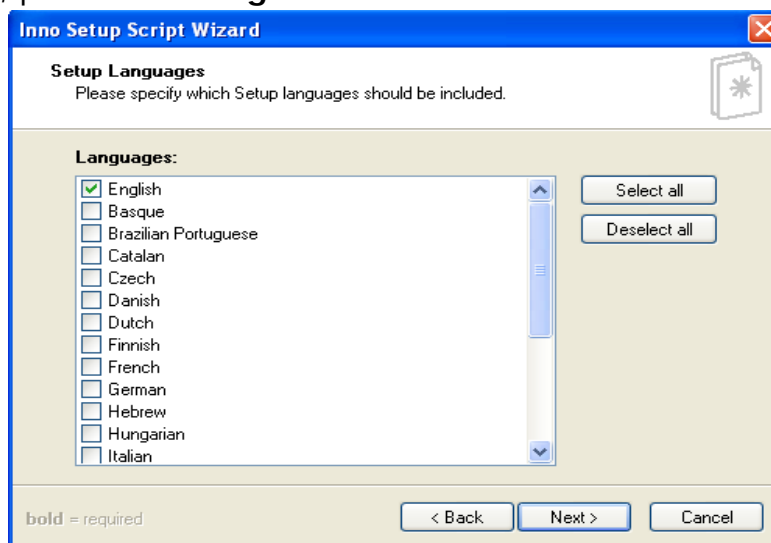 Inno Setup Script Wizard
Setup Languages
Please specify which Setup languages should be included.
Languages:
English
Basque
Brazilian Portuguese
Catalan
Czech
Danish
Dutch
Finnish
French
German
Hebrew
Hungarian
Italian
Select all
Deselect all
bold = required
< Back
Next >
Cancel